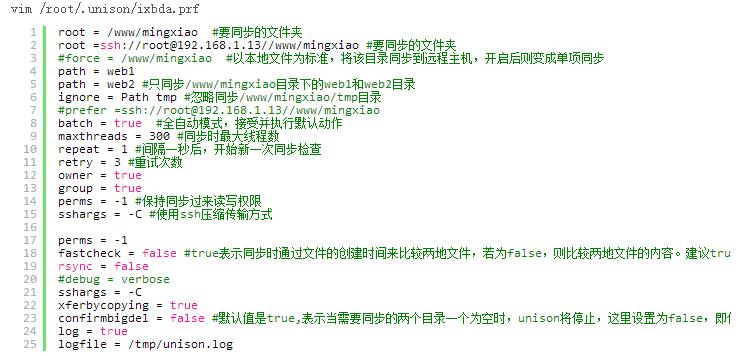 vim /root/.unison/ixbda.prf
1 root = /www/mingxiao  #要同步的文件夹
2 root =ssh://root@192.168.1.13//www/mingxiao #要同步的文件夹
3 #force = /www/mingxiao  #以本地文件为标准，将该目录同步到远程主机，开启后则变成单项同步
4 path = web1
5 path = web2 #只同步/www/mingxiao目录下的web1和web2目录
6 ignore = Path tmp #忽略同步/www/mingxiao/tmp目录
7 #prefer =ssh://root@192.168.1.13//www/mingxiao
8 batch = true  #全自动模式，接受并执行默认动作
9 maxthreads = 300 #同步时最大线程数
10 repeat = 1 #间隔一秒后，开始新一次同步检查
11 retry = 3 #重试次数
12 owner = true
13 group = true
14 perms = -1 #保持同步过来读写权限
15 sshargs = -C #使用ssh压缩传输方式
16
17 perms = -1
18 fastcheck = false #true表示同步时通过文件的创建时间来比较两地文件，若为false，则比较两地文件的内容。建议tru
19 rsync = false
20 #debug = verbose
21 sshargs = -C
22 xferbycopying = true
23 confirmbigdel = false #默认值是true,表示当需要同步的两个目录一个为空时，unison将停止，这里设置为false，即
24 log = true
25 logfile = /tmp/unison.log